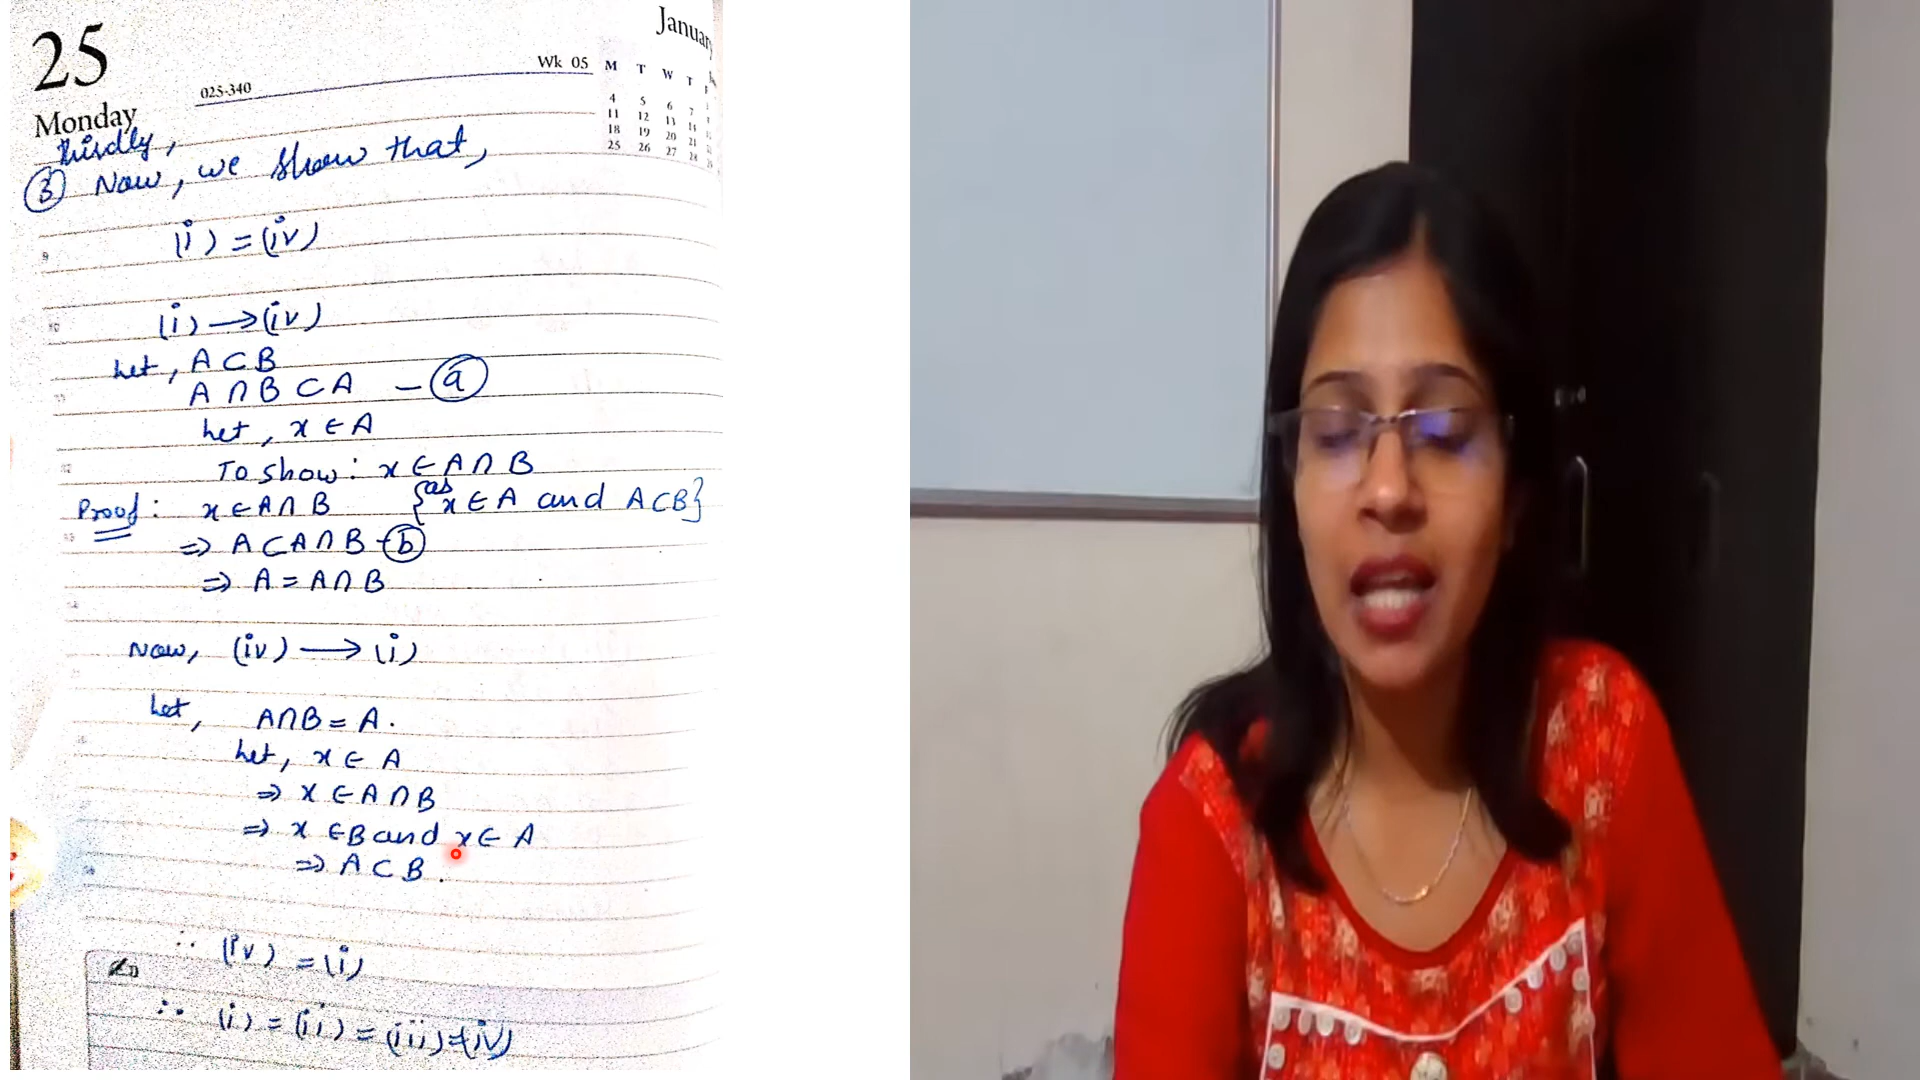 25
Monday
025-340
Wk 05
January
M T W T F
4 5 6 7
11 12 13 14
18 19 20 21
25 26 27 28
Thirdly,
③ Now, we show that,
(i) = (iv)
(i) → (iv)
Let, A ⊂ B
A ∩ B ⊂ A — ⓐ
Let, x ∈ A
To show: x ∈ A ∩ B
Proof: x ∈ A ∩ B {as x ∈ A and A ⊂ B}
⇒ A ⊂ A ∩ B - ⓑ
⇒ A = A ∩ B
Now, (iv) → (i)
Let, A ∩ B = A.
Let, x ∈ A
⇒ x ∈ A ∩ B
⇒ x ∈ B and x ∈ A
⇒ A ⊂ B.
∴ (iv) = (i)
∴ (i) = (ii) = (iii) = (iv)